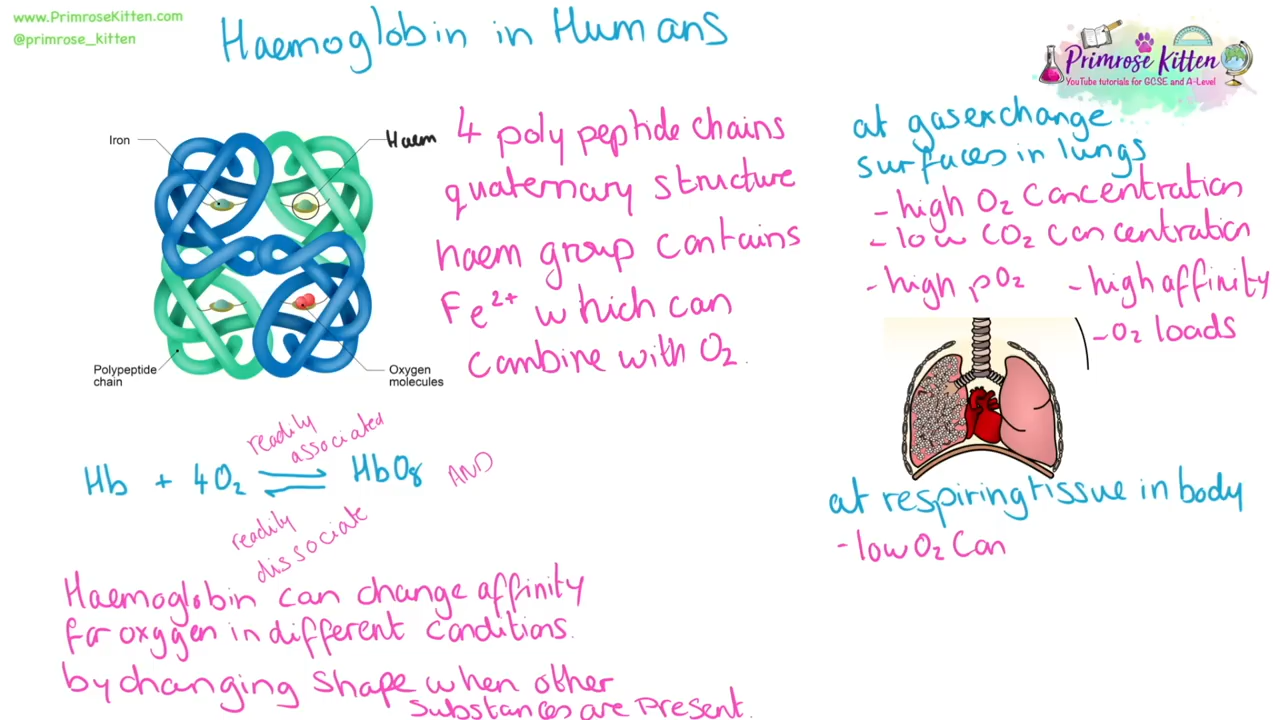 www.PrimroseKitten.com
@primrose_kitten
Haemoglobin in Humans
Primrose Kitten
YouTube tutorials for GCSE and A-Level
Iron
Haem
Polypeptide
chain
Oxygen
molecules
4 polypeptide chains
quaternary structure
haem group contains
Fe²⁺ which can
combine with O₂.
Hb + 4O₂ ⇌ HbO₈ AND
readily
associated
readily
dissociate
Haemoglobin can change affinity
for oxygen in different conditions.
by changing shape when other
substances are present.
at gas exchange
surfaces in lungs
- high O₂ concentration
- low CO₂ concentration
- high pO₂
- high affinity
- O₂ loads
at respiring tissue in body
- low O₂ con